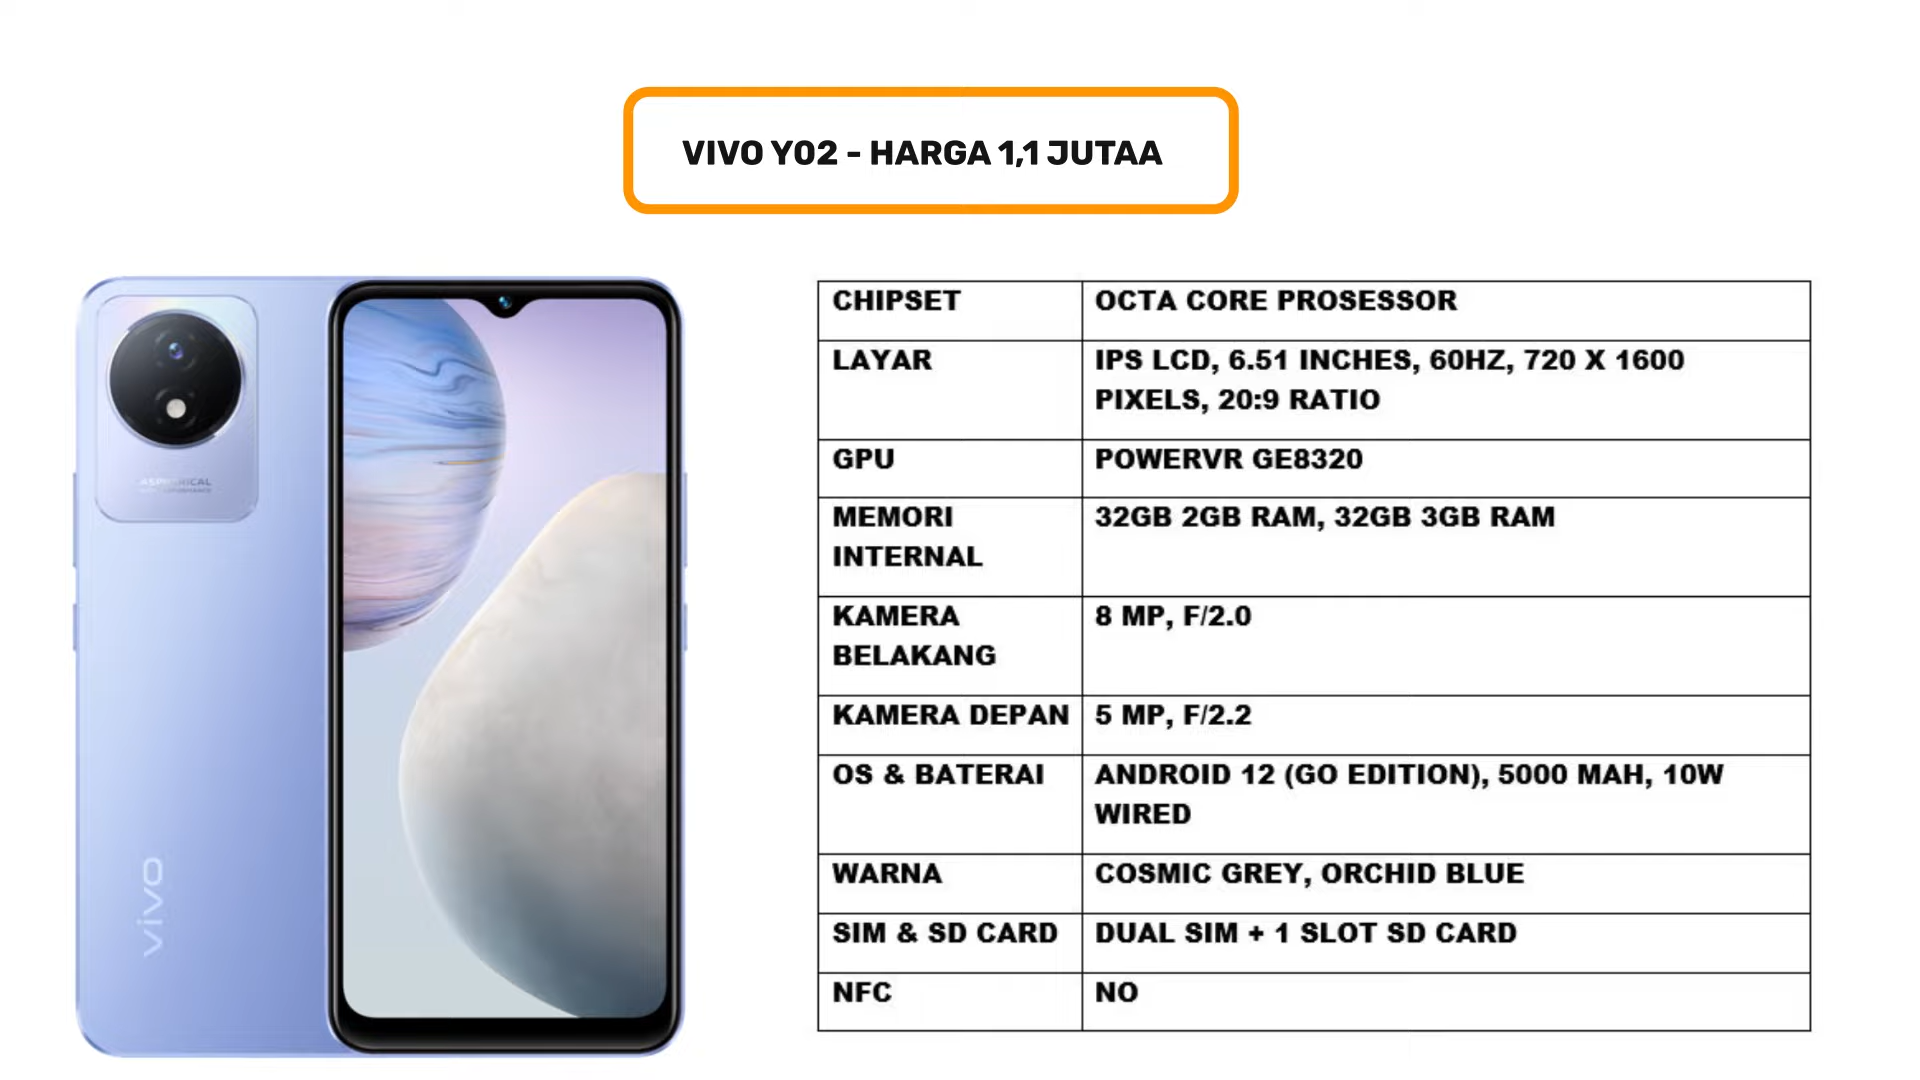 VIVO Y02 - HARGA 1,1 JUTAA
CHIPSET
OCTA CORE PROSESSOR
LAYAR
IPS LCD, 6.51 INCHES, 60HZ, 720 X 1600
PIXELS, 20:9 RATIO
GPU
POWERVR GE8320
MEMORI
INTERNAL
32GB 2GB RAM, 32GB 3GB RAM
KAMERA
BELAKANG
8 MP, F/2.0
KAMERA DEPAN
5 MP, F/2.2
OS & BATERAI
ANDROID 12 (GO EDITION), 5000 MAH, 10W
WIRED
WARNA
COSMIC GREY, ORCHID BLUE
SIM & SD CARD
DUAL SIM + 1 SLOT SD CARD
NFC
NO
vivo